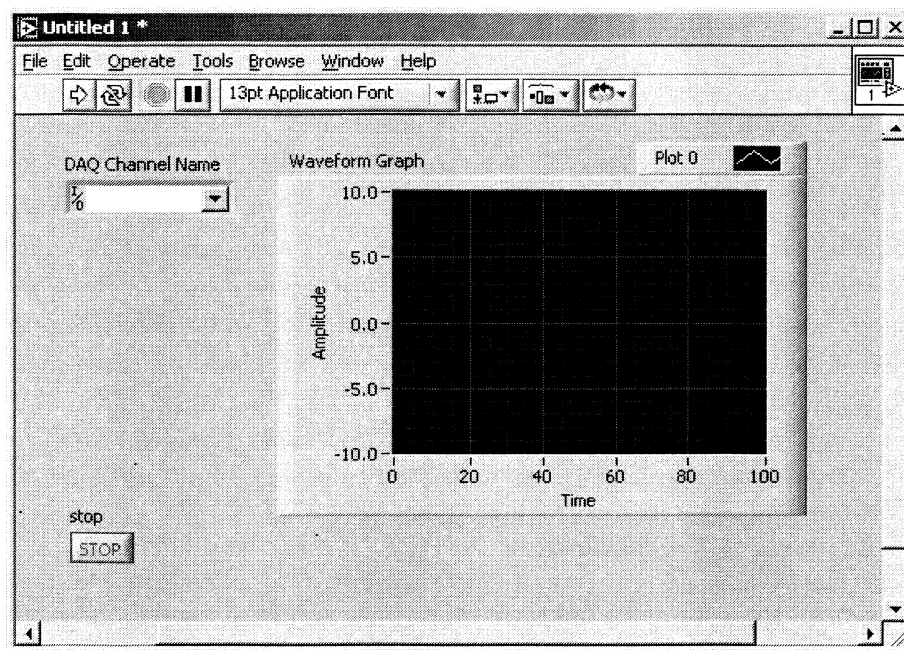 Untitled 1 *
File Edit Operate Tools Browse Window Help
13pt Application Font
1
DAQ Channel Name
Waveform Graph
Plot 0
I/O
10.0
5.0
0.0
-5.0
-10.0
Amplitude
0 20 40 60 80 100
Time
stop
STOP